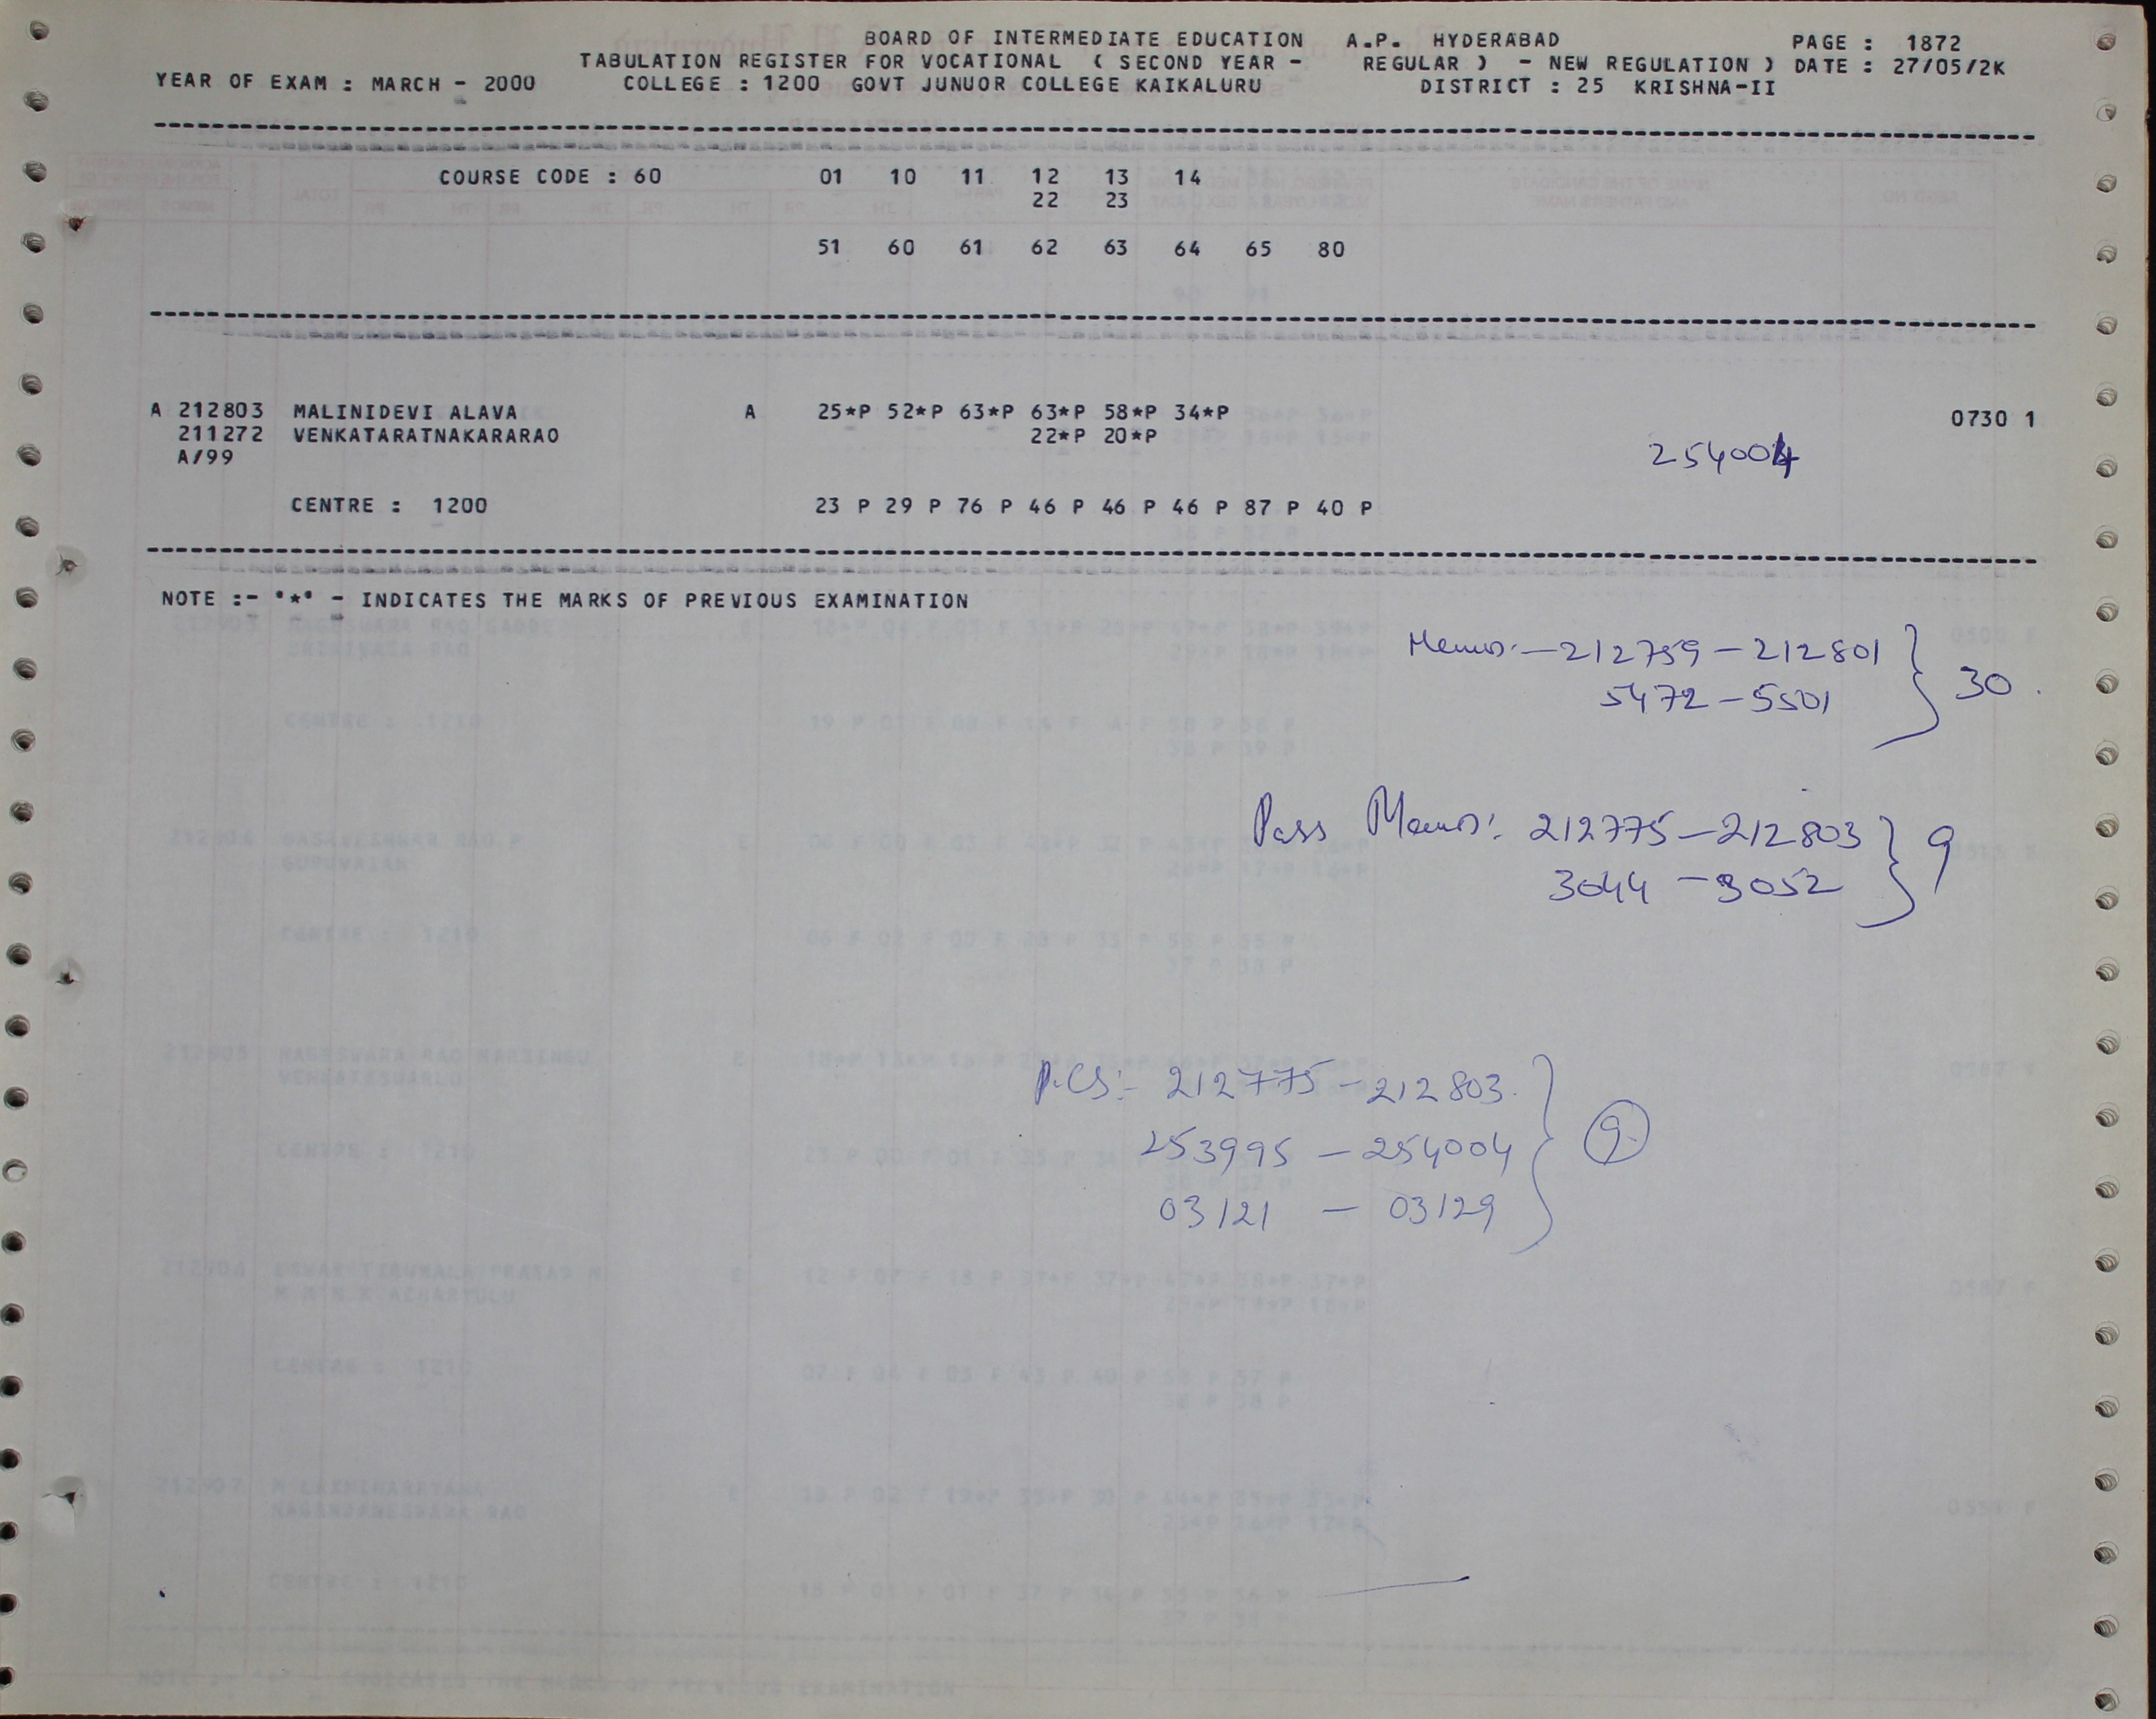 BOARD OF INTERMEDIATE EDUCATION A.P. HYDERABAD PAGE : 1872
TABULATION REGISTER FOR VOCATIONAL ( SECOND YEAR - REGULAR ) - NEW REGULATION ) DATE : 27/05/2K
YEAR OF EXAM : MARCH - 2000 COLLEGE : 1200 GOVT JUNUOR COLLEGE KAIKALURU DISTRICT : 25 KRISHNA-II
COURSE CODE : 60 01 10 11 12 13 14
22 23
51 60 61 62 63 64 65 80
A 212803 MALINIDEVI ALAVA A 25*P 52*P 63*P 63*P 58*P 34*P 0730 1
211272 VENKATARATNAKARARAO 22*P 20*P
A/99 254004
CENTRE : 1200 23 P 29 P 76 P 46 P 46 P 46 P 87 P 40 P
NOTE :- '*' - INDICATES THE MARKS OF PREVIOUS EXAMINATION
Memos:- 212759 - 212801 } 30
5472 - 5501
Pass Memos: 212775 - 212803 } 9
3044 - 3052
P.CS:- 212775 - 212803.
253995 - 254004 } 9
03121 - 03129